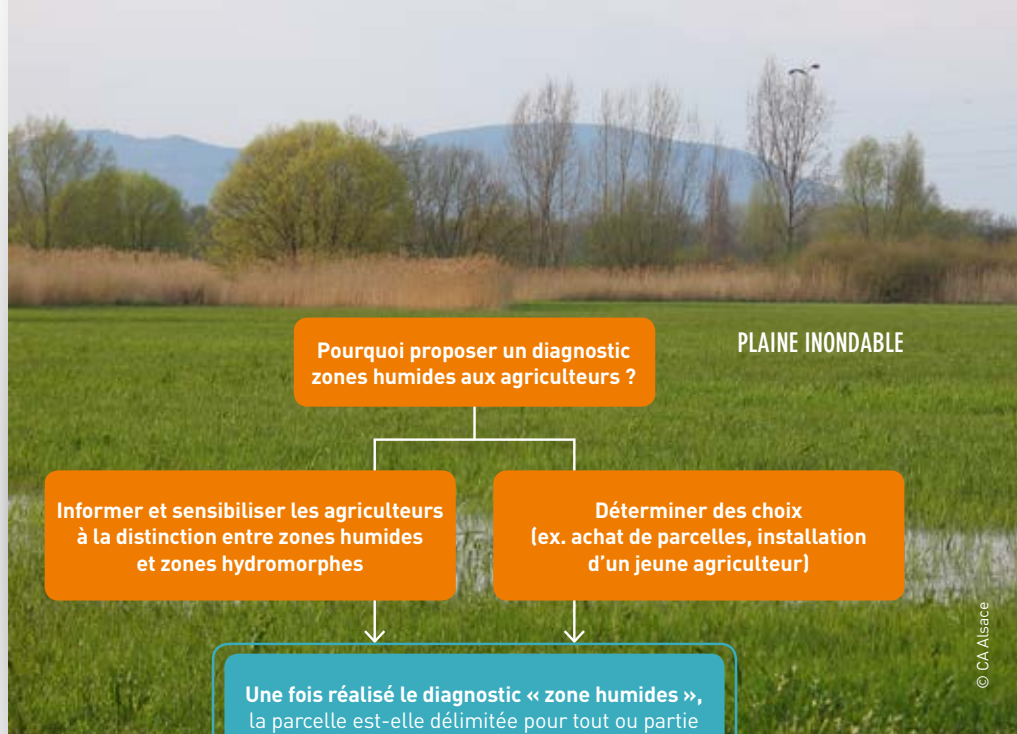 Pourquoi proposer un diagnostic
zones humides aux agriculteurs ?
PLAINE INONDABLE
Informer et sensibiliser les agriculteurs
à la distinction entre zones humides
et zones hydromorphes
Déterminer des choix
(ex. achat de parcelles, installation
d'un jeune agriculteur)
© CA Alsace
Une fois réalisé le diagnostic « zone humides »,
la parcelle est-elle délimitée pour tout ou partie